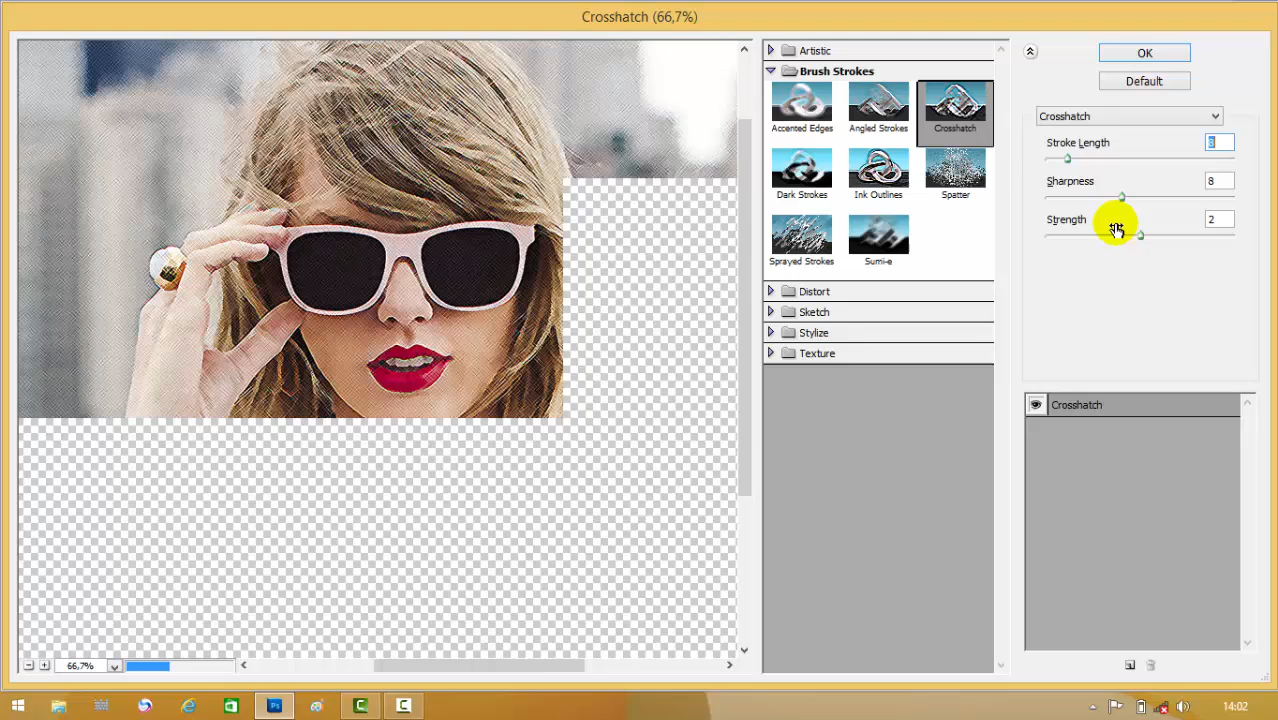 Crosshatch (66,7%)
Artistic
Brush Strokes
Accented Edges
Angled Strokes
Crosshatch
Dark Strokes
Ink Outlines
Spatter
Sprayed Strokes
Sumi-e
Distort
Sketch
Stylize
Texture
OK
Default
Crosshatch
Stroke Length
Sharpness 8
Strength 2
Crosshatch
66,7%
Ps
14:02